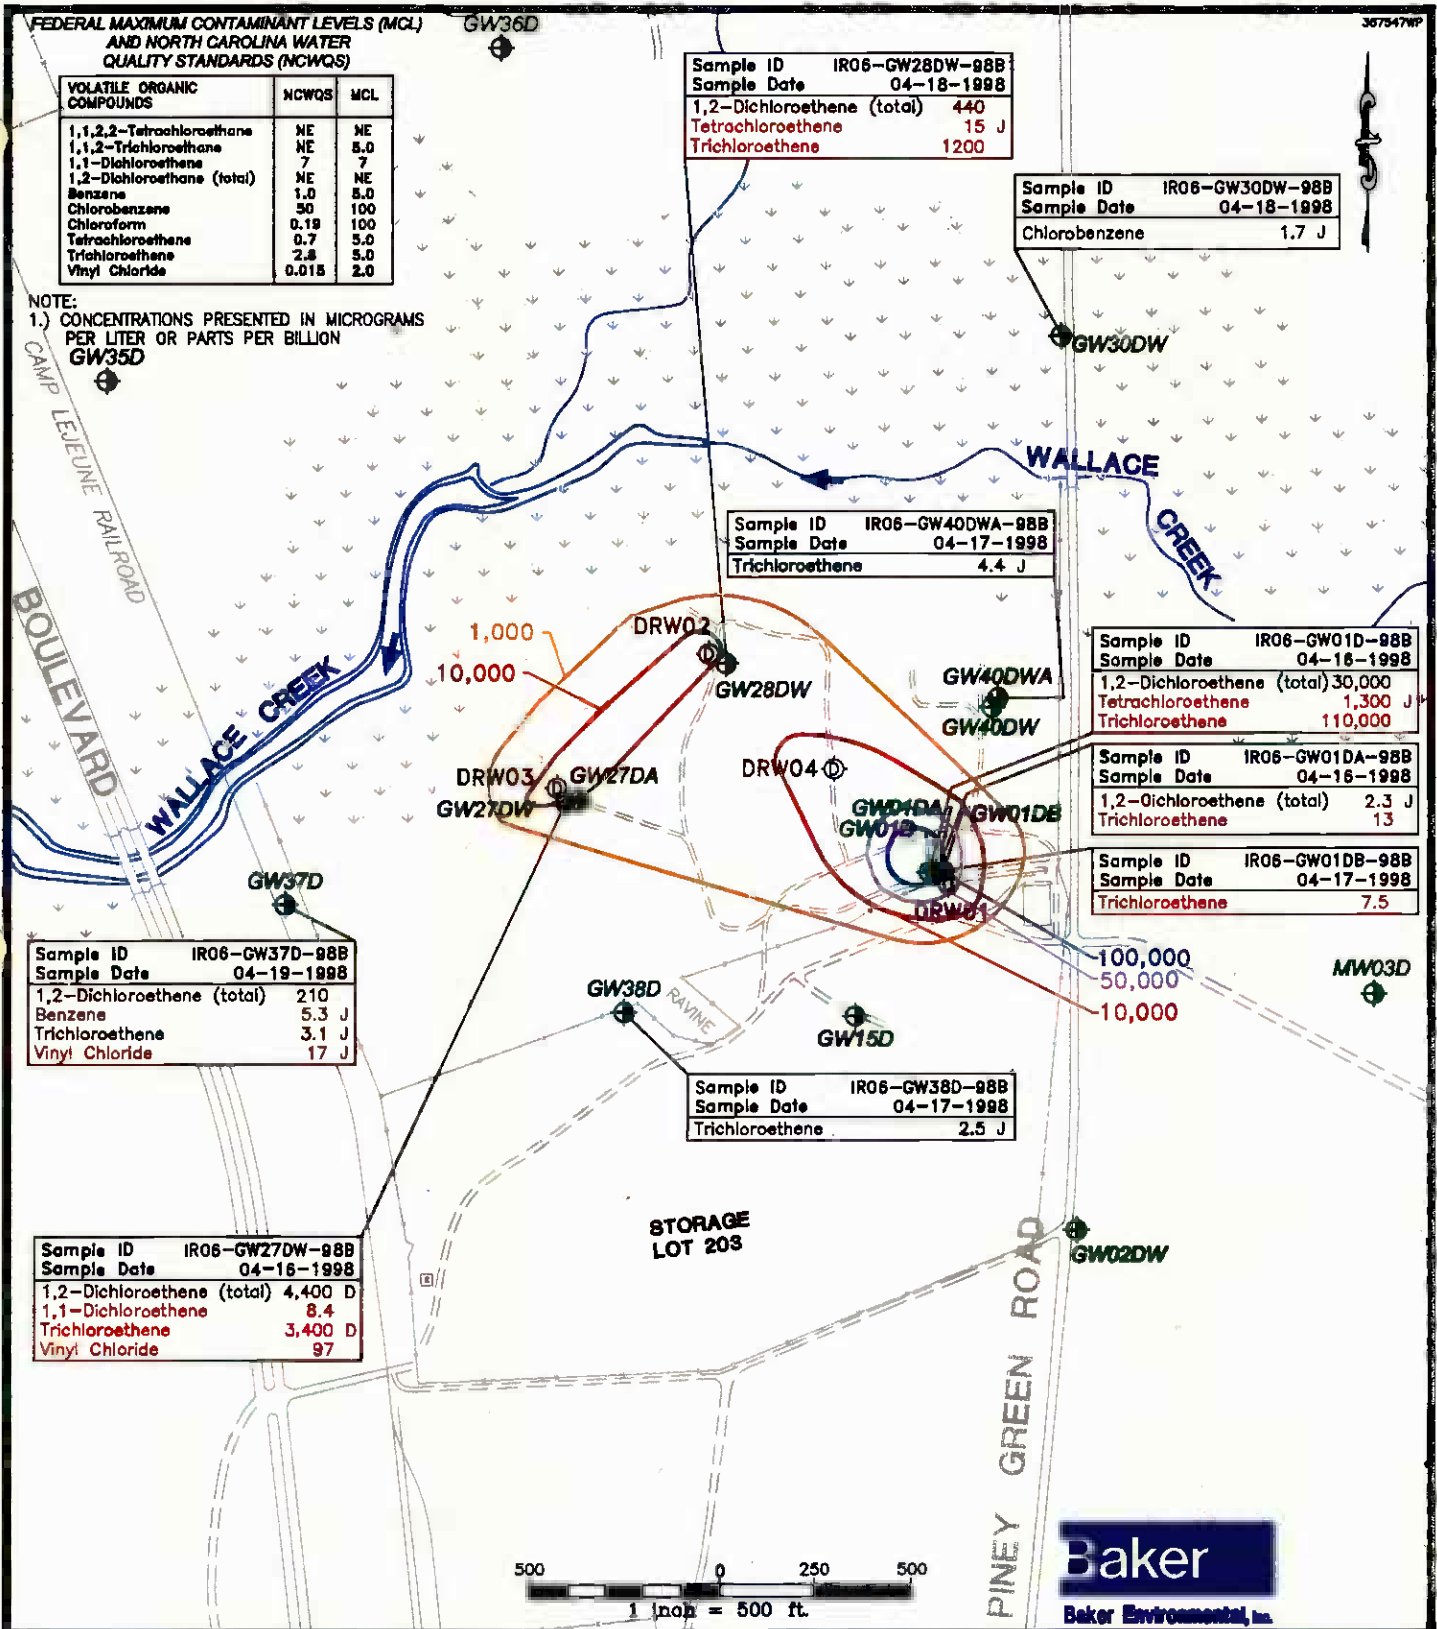 FEDERAL MAXIMUM CONTAMINANT LEVELS (MCL)
AND NORTH CAROLINA WATER
QUALITY STANDARDS (NCWQS)
VOLATILE ORGANIC COMPOUNDS NCWQS MCL
1,1,2,2-Tetrachloroethane NE NE
1,1,2-Trichloroethane NE 5.0
1,1-Dichloroethene 7 7
1,2-Dichloroethane (total) NE NE
Benzene 1.0 5.0
Chlorobenzene 50 100
Chloroform 0.19 100
Tetrachloroethene 0.7 5.0
Trichloroethene 2.8 5.0
Vinyl Chloride 0.015 2.0
NOTE:
1.) CONCENTRATIONS PRESENTED IN MICROGRAMS
PER LITER OR PARTS PER BILLION
367547WP
GW36D
Sample ID IR06-GW28DW-98B
Sample Date 04-18-1998
1,2-Dichloroethene (total) 440
Tetrachloroethene 15 J
Trichloroethene 1200
Sample ID IR06-GW30DW-98B
Sample Date 04-18-1998
Chlorobenzene 1.7 J
GW30DW
GW35D
CAMP LEJEUNE RAILROAD
BOULEVARD
WALLACE
CREEK
WALLACE CREEK
Sample ID IR06-GW40DWA-98B
Sample Date 04-17-1998
Trichloroethene 4.4 J
1,000
10,000
DRW02
GW28DW
GW40DWA
GW40DW
Sample ID IR06-GW01D-98B
Sample Date 04-16-1998
1,2-Dichloroethene (total) 30,000
Tetrachloroethene 1,300 J
Trichloroethene 110,000
DRW03
GW27DA
GW27DW
DRW04
Sample ID IR06-GW01DA-98B
Sample Date 04-16-1998
1,2-Dichloroethene (total) 2.3 J
Trichloroethene 13
GW01DA
GW01DB
GW01D
DRW01
Sample ID IR06-GW01DB-98B
Sample Date 04-17-1998
Trichloroethene 7.5
GW37D
Sample ID IR06-GW37D-98B
Sample Date 04-19-1998
1,2-Dichloroethene (total) 210
Benzene 5.3 J
Trichloroethene 3.1 J
Vinyl Chloride 17 J
100,000
50,000
10,000
MW03D
GW38D
RAVINE
GW15D
Sample ID IR06-GW38D-98B
Sample Date 04-17-1998
Trichloroethene 2.5 J
STORAGE
LOT 203
GW02DW
Sample ID IR06-GW27DW-98B
Sample Date 04-16-1998
1,2-Dichloroethene (total) 4,400 D
1,1-Dichloroethene 8.4
Trichloroethene 3,400 D
Vinyl Chloride 97
PINEY GREEN ROAD
500 0 250 500
1 inch = 500 ft.
Baker
Baker Environmental, Inc.